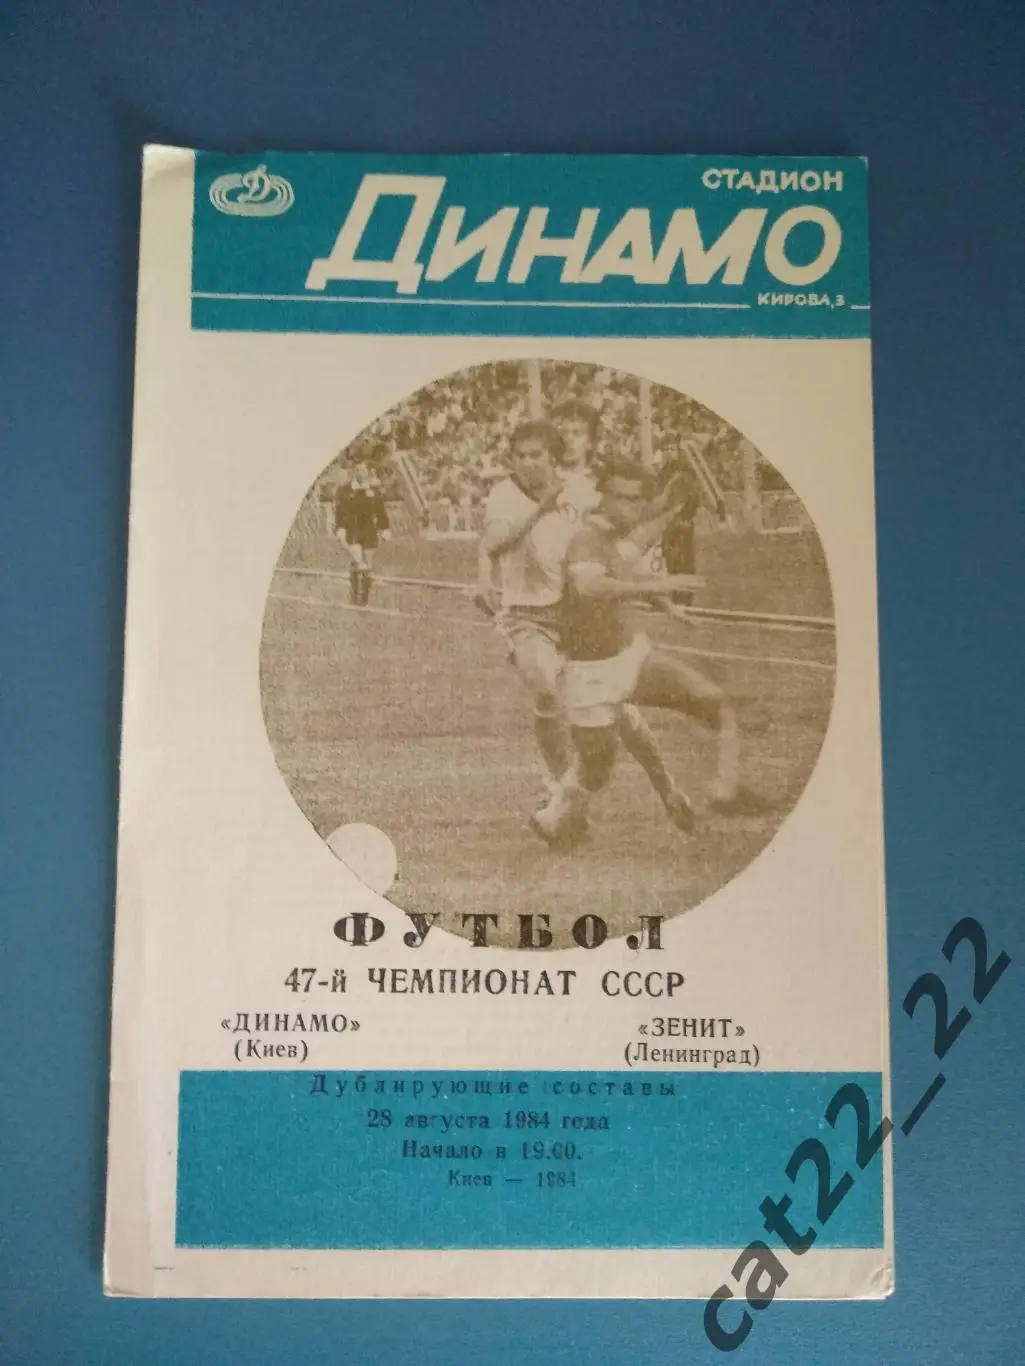 Д
СТАДИОН
ДИНАМО
КИРОВА, 3
8
ФУТБОЛ
47-й ЧЕМПИОНАТ СССР
«ДИНАМО» «ЗЕНИТ»
(Киев) (Ленинград)
Дублирующие составы
28 августа 1984 года
Начало в 19.00.
Киев — 1984
cat22_22